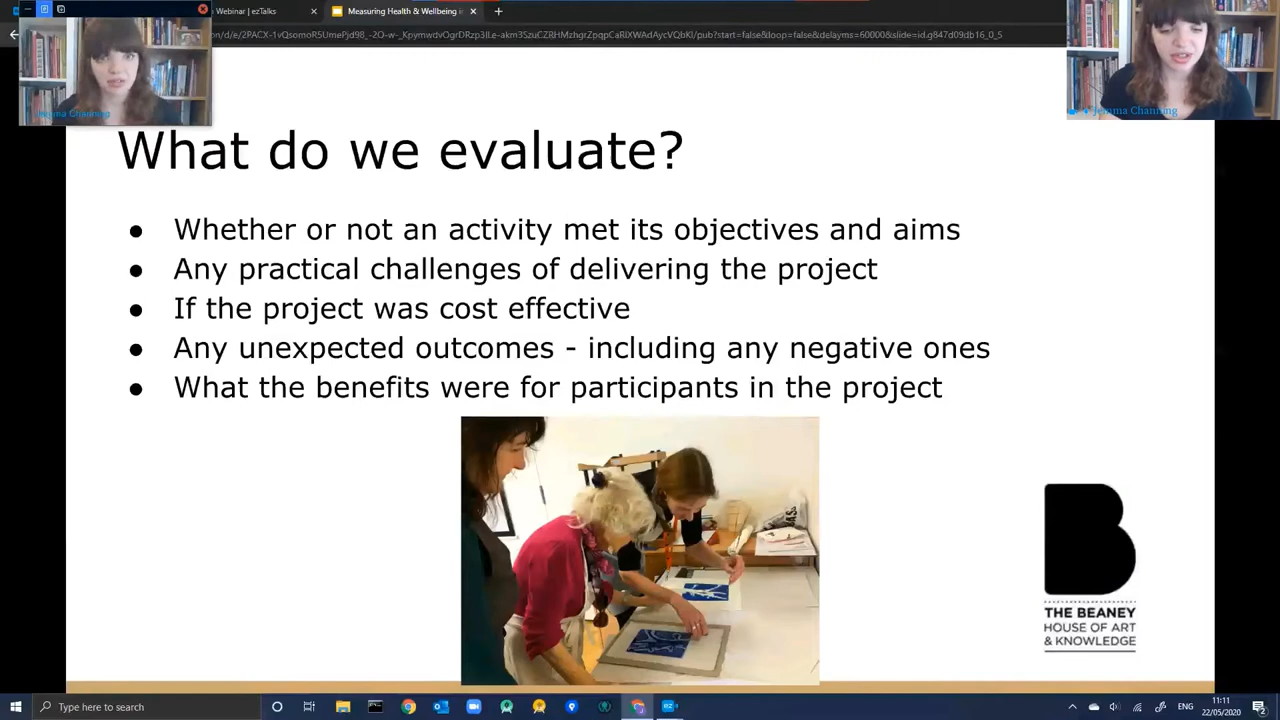 Webinar | ezTalks
Measuring Health & Wellbeing in
What do we evaluate?
● Whether or not an activity met its objectives and aims
● Any practical challenges of delivering the project
● If the project was cost effective
● Any unexpected outcomes - including any negative ones
● What the benefits were for participants in the project
THE BEANEY
HOUSE OF ART
& KNOWLEDGE
Type here to search
ENG
11:11
22/05/2020